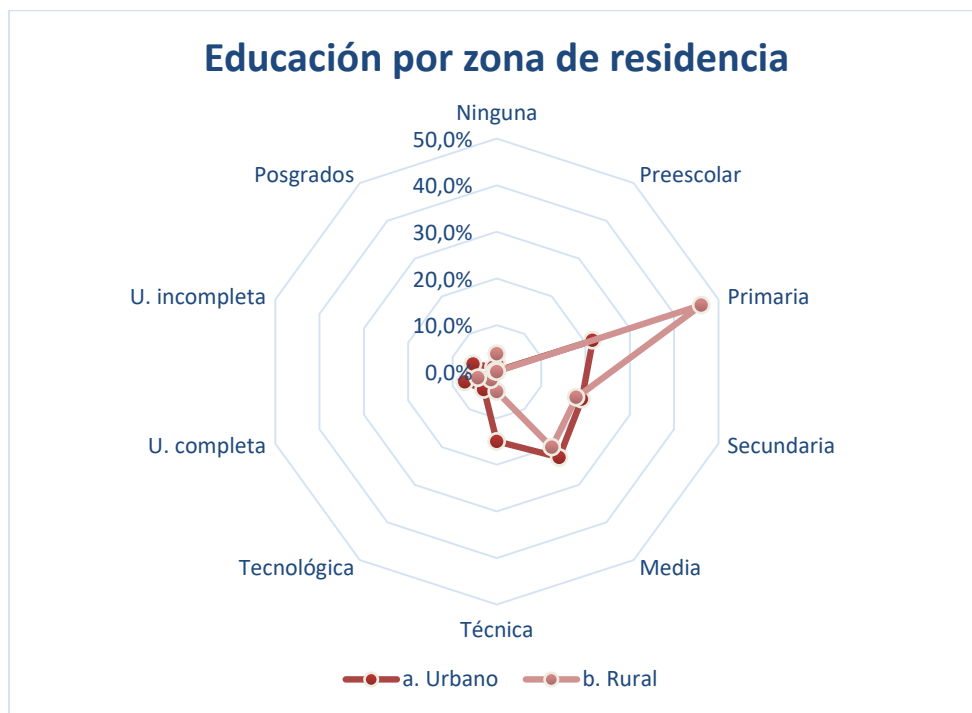 Educación por zona de residencia
Ninguna
50,0%
Posgrados
Preescolar
40,0%
30,0%
20,0%
U. incompleta
Primaria
10,0%
0,0%
U. completa
Secundaria
Tecnológica
Media
Técnica
a. Urbano
b. Rural